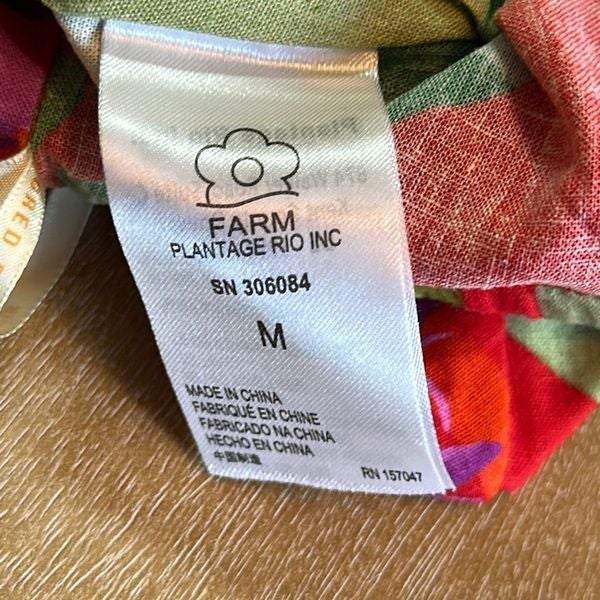 FARM
PLANTAGE RIO INC
SN 306084
M
MADE IN CHINA
FABRIQUÉ EN CHINE
FABRICADO NA CHINA
HECHO EN CHINA
中国制造
RN 157047